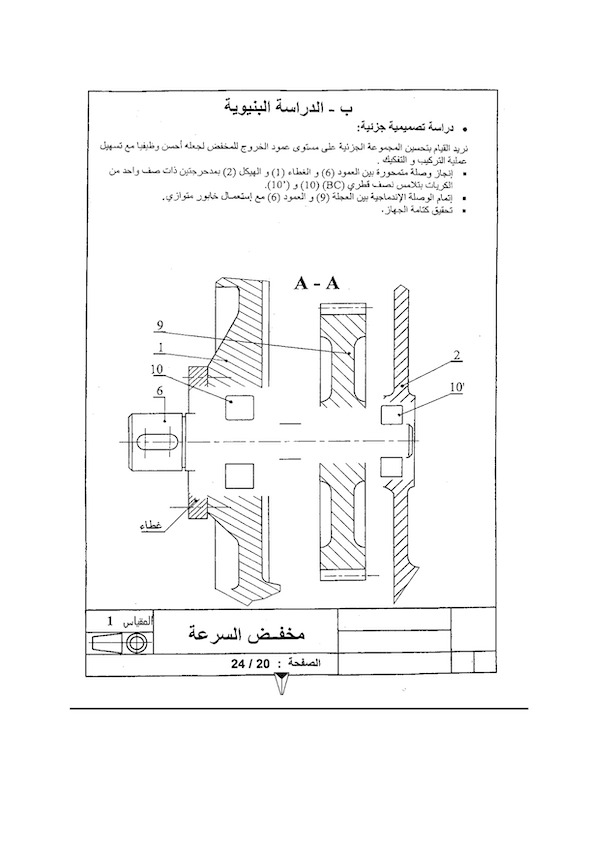 ب - الدراسة البنيوية
• دراسة تصميمية جزئية:
نريد القيام بتحسين المجموعة الجزئية على مستوى عمود الخروج للمخفض لجعله أحسن وظيفيا مع تسهيل
عملية التركيب و التفكيك .
▪ إنجاز وصلة متمحورة بين العمود (6) و الغطاء (1) و الهيكل (2) بمدحرجتين ذات صف واحد من
الكريات بتلامس نصف قطري (BC) (10) و (10').
▪ إتمام الوصلة الإندماجية بين العجلة (9) و العمود (6) مع إستعمال خابور متوازي.
▪ تحقيق كتامة الجهاز.
A - A
9
1
2
10
10'
6
غطاء
المقياس 1
مخفض السرعة
الصفحة : 20 / 24